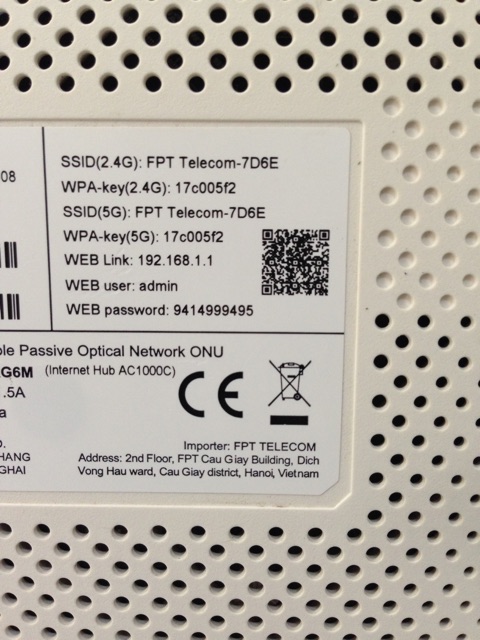 08
SSID(2.4G): FPT Telecom-7D6E
WPA-key(2.4G): 17c005f2
SSID(5G): FPT Telecom-7D6E
WPA-key(5G): 17c005f2
WEB Link: 192.168.1.1
WEB user: admin
WEB password: 9414999495
ble Passive Optical Network ONU
G6M (Internet Hub AC1000C)
.5A
a
CE
D.
HANG
GHAI
Importer: FPT TELECOM
Address: 2nd Floor, FPT Cau Giay Building, Dich
Vong Hau ward, Cau Giay district, Hanoi, Vietnam